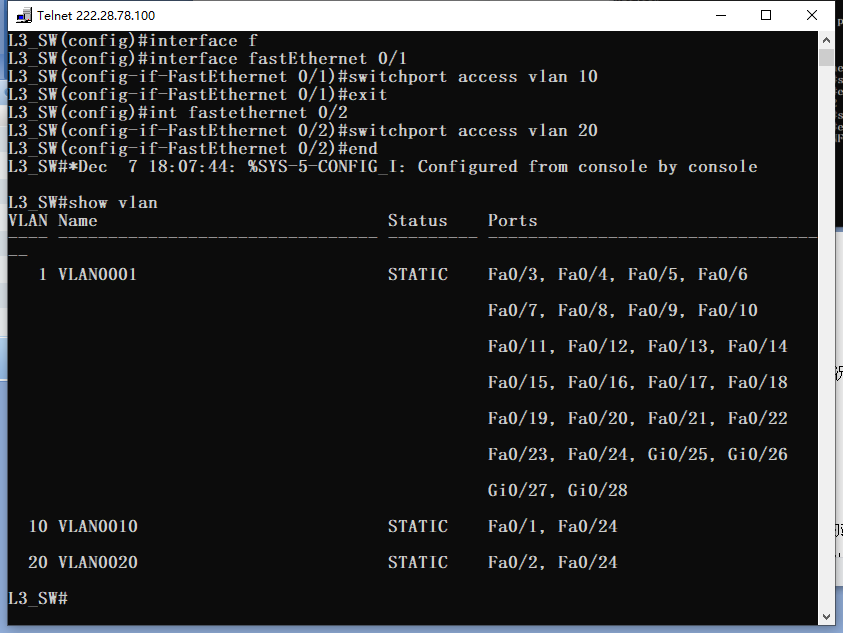 Telnet 222.28.78.100
L3_SW(config)#interface f
L3_SW(config)#interface fastEthernet 0/1
L3_SW(config-if-FastEthernet 0/1)#switchport access vlan 10
L3_SW(config-if-FastEthernet 0/1)#exit
L3_SW(config)#int fastethernet 0/2
L3_SW(config-if-FastEthernet 0/2)#switchport access vlan 20
L3_SW(config-if-FastEthernet 0/2)#end
L3_SW#*Dec  7 18:07:44: %SYS-5-CONFIG_I: Configured from console by console
L3_SW#show vlan
VLAN Name                             Status    Ports
---- -------------------------------- --------- ---------------------------------
--
   1 VLAN0001                         STATIC    Fa0/3, Fa0/4, Fa0/5, Fa0/6
                                                Fa0/7, Fa0/8, Fa0/9, Fa0/10
                                                Fa0/11, Fa0/12, Fa0/13, Fa0/14
                                                Fa0/15, Fa0/16, Fa0/17, Fa0/18
                                                Fa0/19, Fa0/20, Fa0/21, Fa0/22
                                                Fa0/23, Fa0/24, Gi0/25, Gi0/26
                                                Gi0/27, Gi0/28
  10 VLAN0010                         STATIC    Fa0/1, Fa0/24
  20 VLAN0020                         STATIC    Fa0/2, Fa0/24
L3_SW#